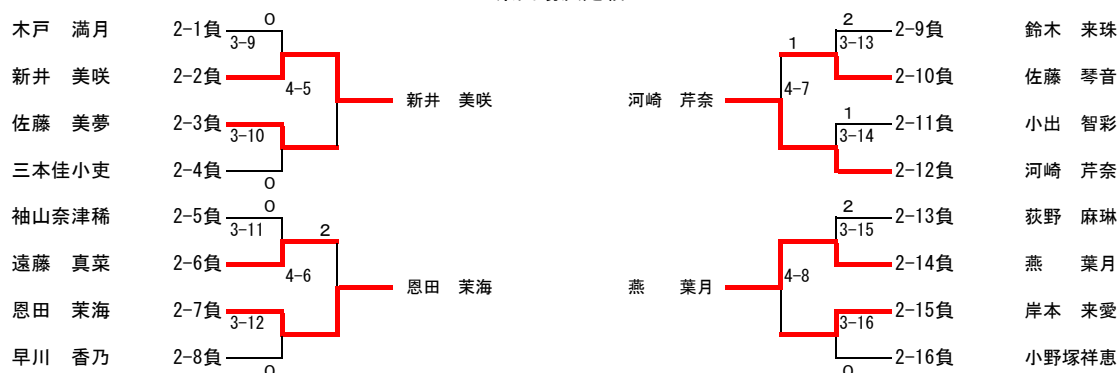 木戸 満月 2-1負 0 2 2-9負 鈴木 来珠
3-9 3-13
新井 美咲 2-2負 1 2-10負 佐藤 琴音
4-5 4-7
新井 美咲 河崎 芹奈
佐藤 美夢 2-3負 1 2-11負 小出 智彩
3-10 3-14
三本佳小吏 2-4負 0 2-12負 河崎 芹奈
袖山奈津稀 2-5負 0 2 2-13負 荻野 麻琳
3-11 2 3-15
遠藤 真菜 2-6負 2-14負 燕 葉月
4-6 4-8
恩田 茉海 燕 葉月
恩田 茉海 2-7負 2-15負 岸本 来愛
3-12 3-16
早川 香乃 2-8負 0 0 2-16負 小野塚祥恵